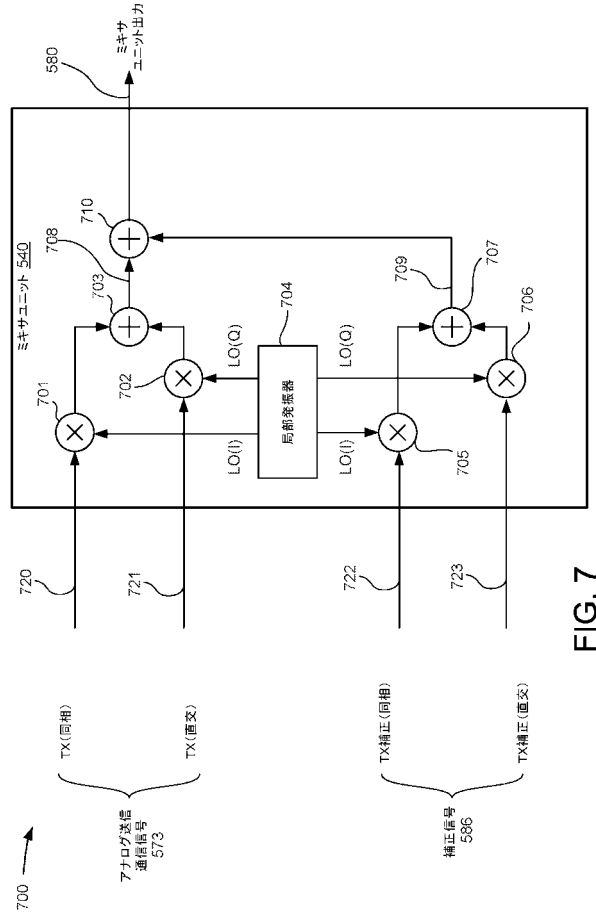 700
アナログ送信
通信信号
573
TX(同相)
TX(直交)
補正信号
586
TX補正(同相)
TX補正(直交)
720
721
722
723
ミキサユニット 540
701
702
703
708
710
LO(I)
LO(Q)
局部発振器
704
LO(I)
LO(Q)
705
706
707
709
580
ミキサ
ユニット出力
FIG. 7